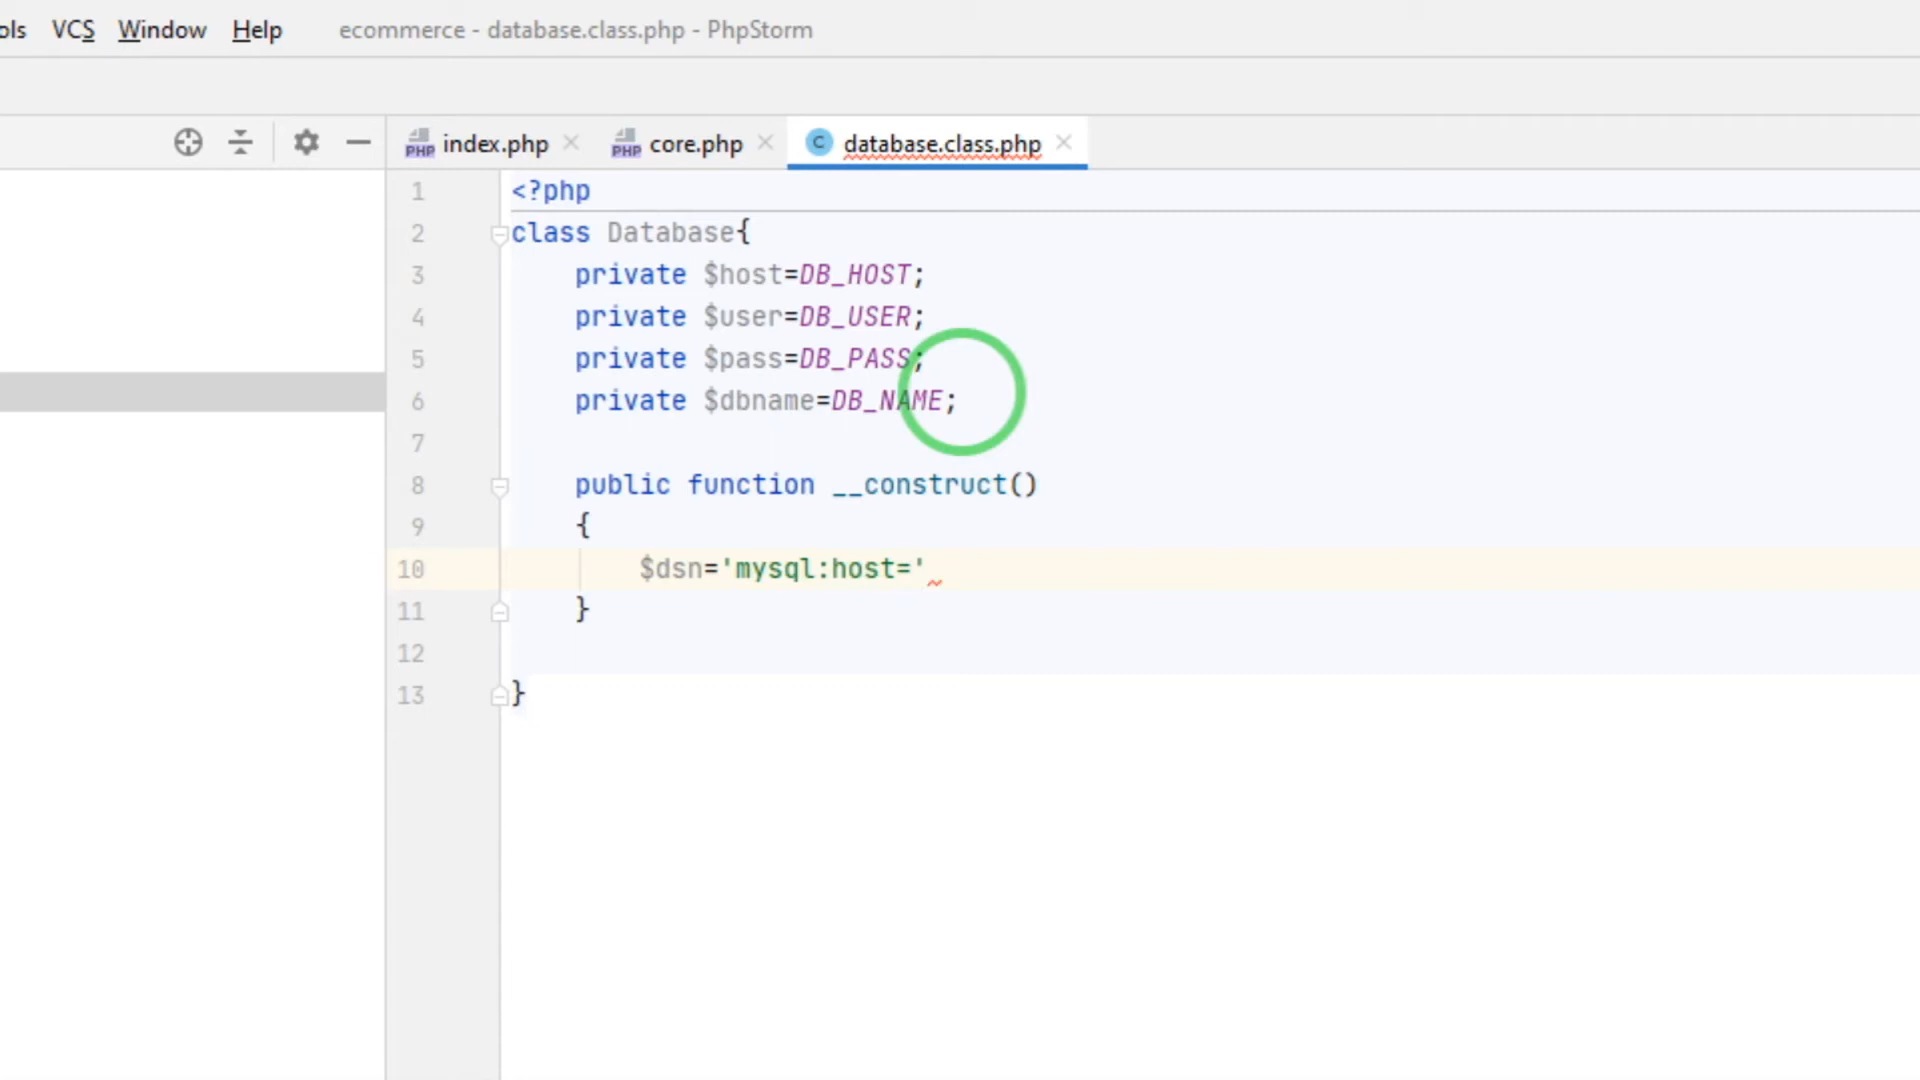 ols VCS Window Help ecommerce - database.class.php - PhpStorm
PHP index.php PHP core.php C database.class.php
1 <?php
2 class Database{
3 private $host=DB_HOST;
4 private $user=DB_USER;
5 private $pass=DB_PASS;
6 private $dbname=DB_NAME;
7
8 public function __construct()
9 {
10 $dsn='mysql:host='
11 }
12
13 }